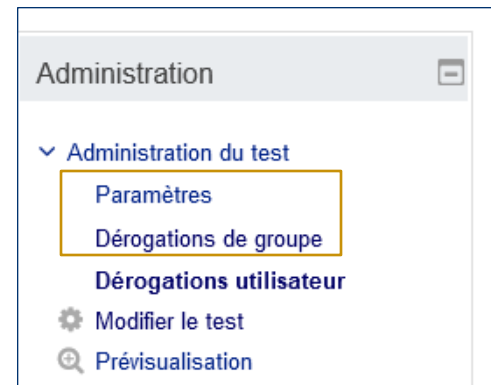 Administration
Administration du test
Paramètres
Dérogations de groupe
Dérogations utilisateur
Modifier le test
Prévisualisation